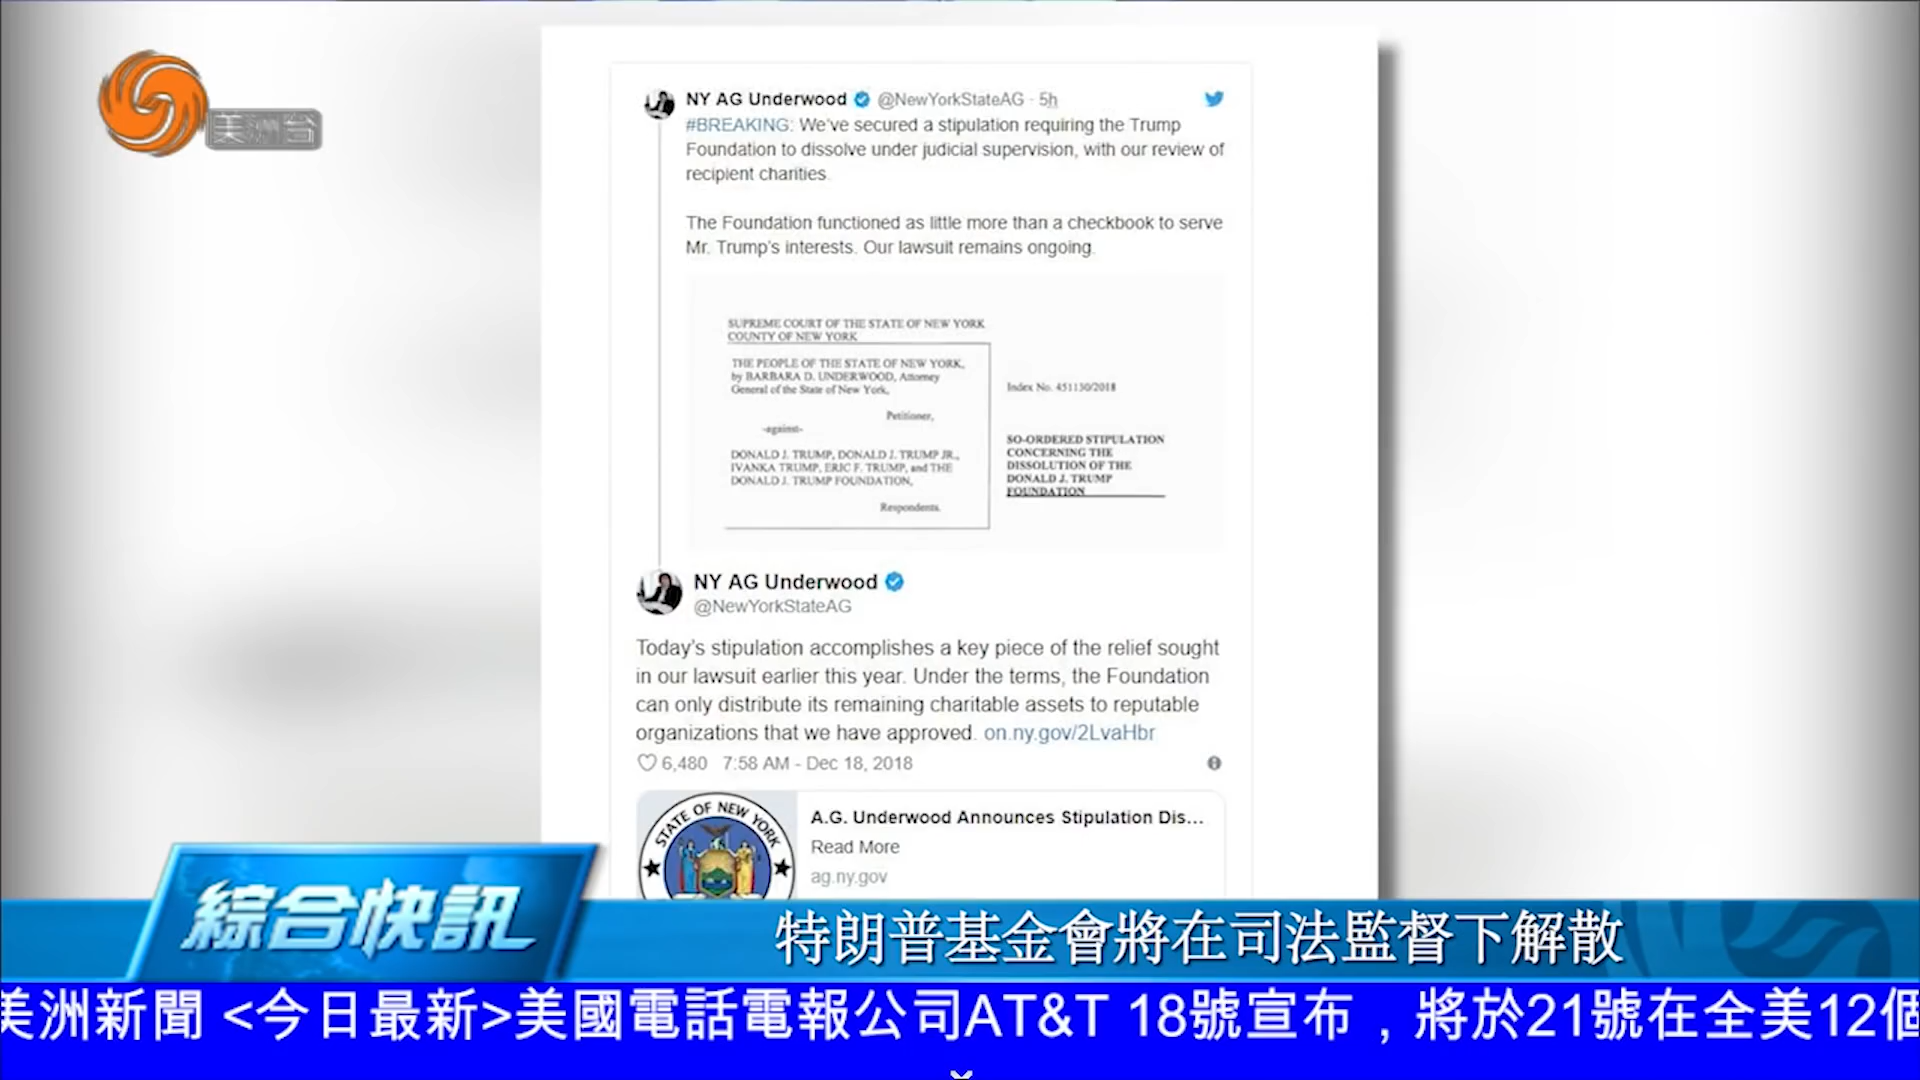 美洲台
NY AG Underwood @NewYorkStateAG · 5h
#BREAKING: We've secured a stipulation requiring the Trump
Foundation to dissolve under judicial supervision, with our review of
recipient charities.
The Foundation functioned as little more than a checkbook to serve
Mr. Trump's interests. Our lawsuit remains ongoing.
SUPREME COURT OF THE STATE OF NEW YORK
COUNTY OF NEW YORK
THE PEOPLE OF THE STATE OF NEW YORK,
by BARBARA D. UNDERWOOD, Attorney
General of the State of New York,
Petitioner,
-against-
DONALD J. TRUMP, DONALD J. TRUMP JR.,
IVANKA TRUMP, ERIC F. TRUMP, and THE
DONALD J. TRUMP FOUNDATION,
Respondents.
Index No. 451130/2018
SO-ORDERED STIPULATION
CONCERNING THE
DISSOLUTION OF THE
DONALD J. TRUMP
FOUNDATION
NY AG Underwood
@NewYorkStateAG
Today's stipulation accomplishes a key piece of the relief sought
in our lawsuit earlier this year. Under the terms, the Foundation
can only distribute its remaining charitable assets to reputable
organizations that we have approved. on.ny.gov/2LvaHbr
6,480 7:58 AM - Dec 18, 2018
STATE OF NEW YORK
A.G. Underwood Announces Stipulation Dis...
Read More
ag.ny.gov
綜合快訊
特朗普基金會將在司法監督下解散
美洲新聞 <今日最新>美國電話電報公司AT&T 18號宣布，將於21號在全美12個